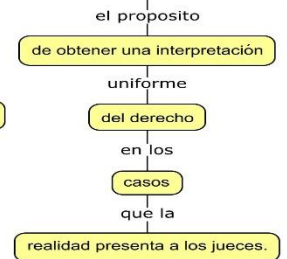 el proposito
de obtener una interpretación
uniforme
del derecho
en los
casos
que la
realidad presenta a los jueces.